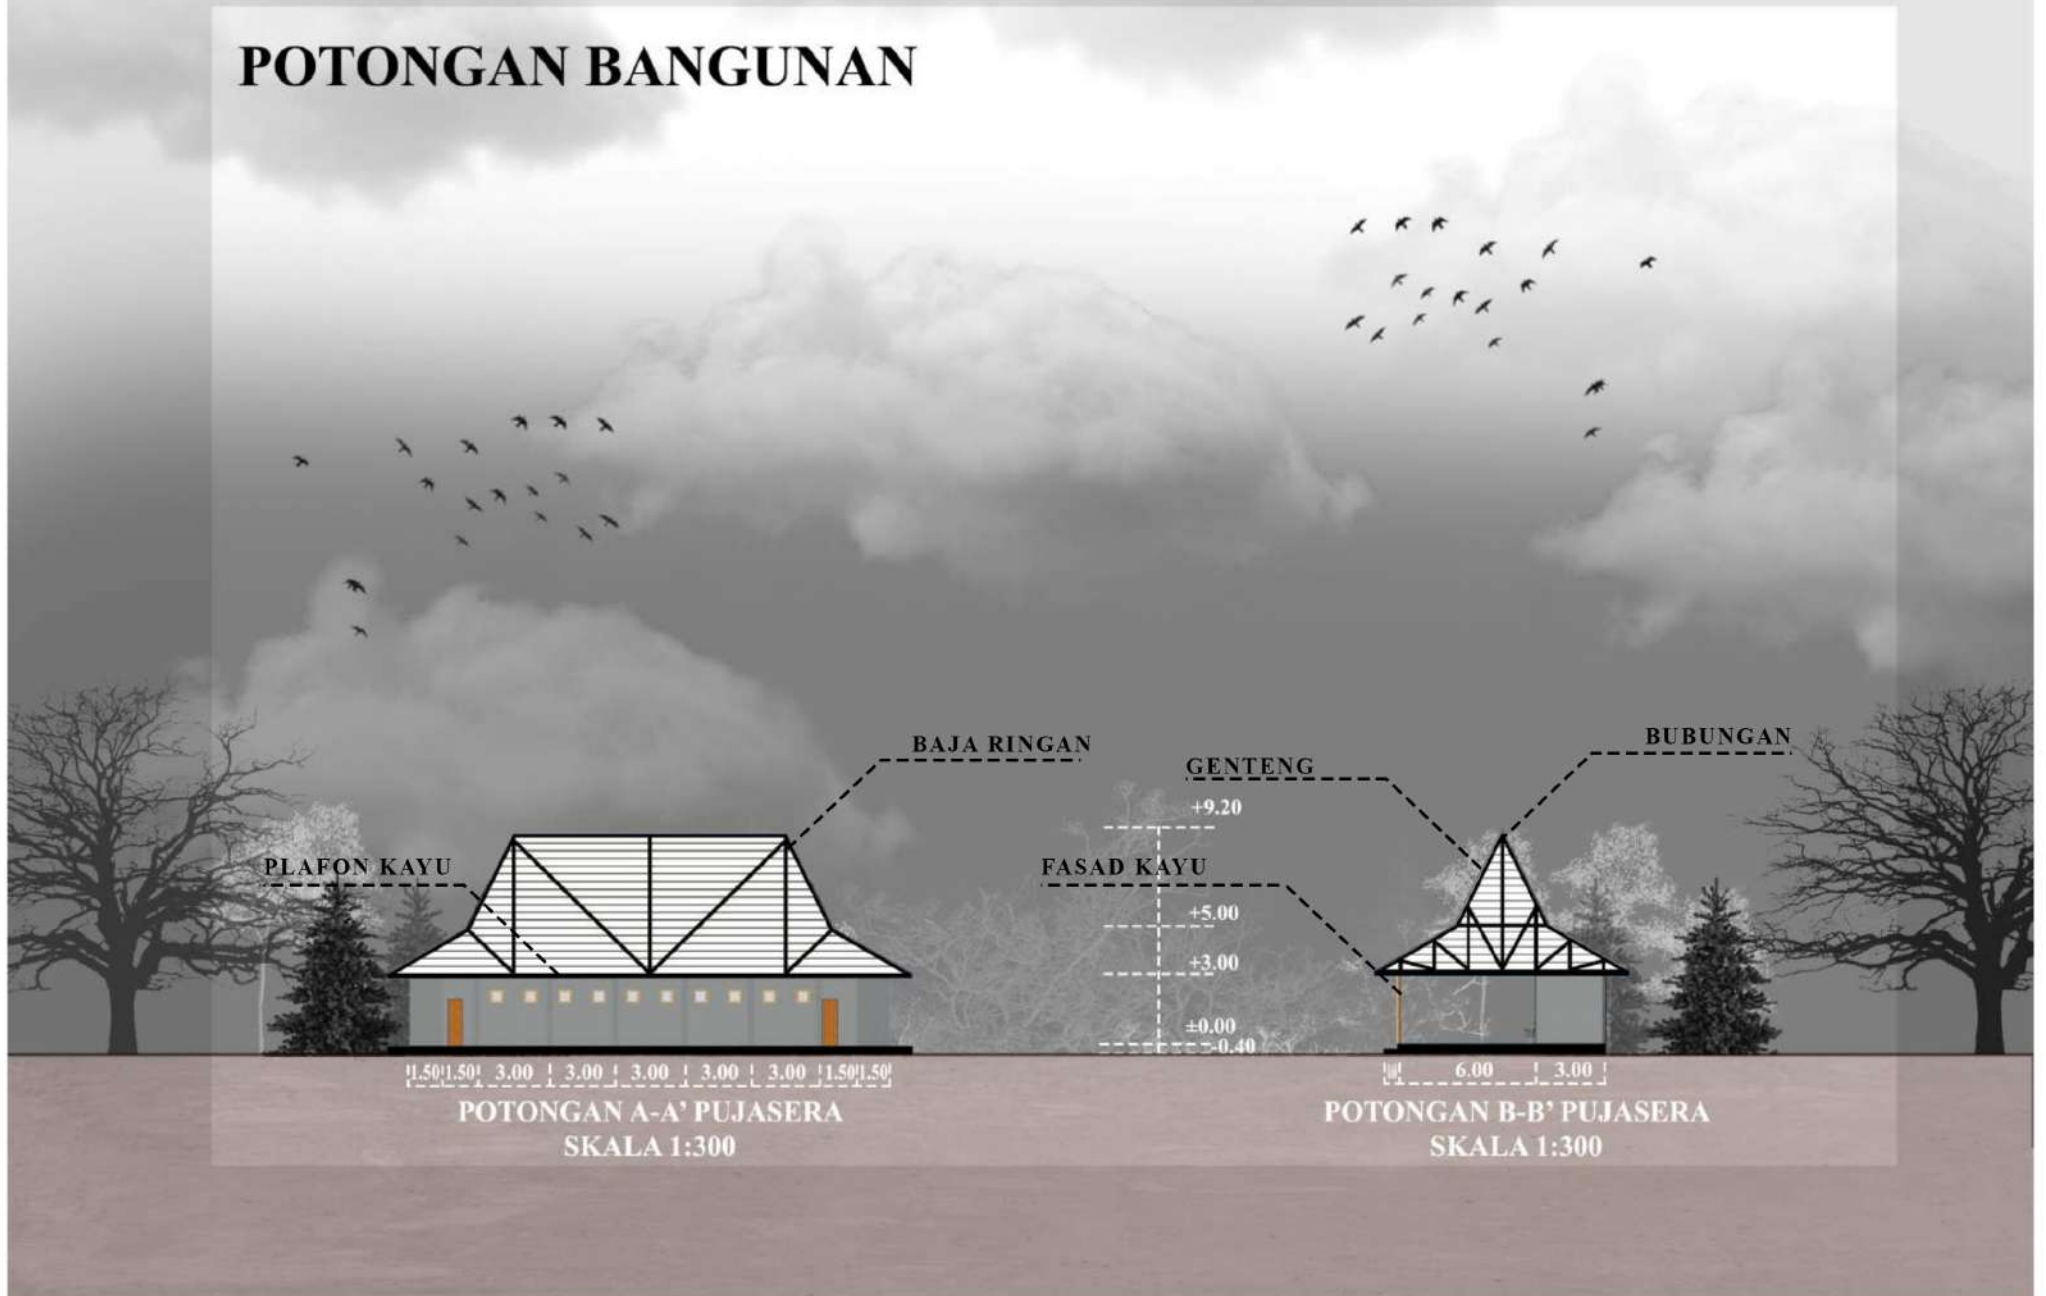 POTONGAN BANGUNAN
BUBUNGAN
BAJA RINGAN
GENTENG
+9.20
PLAFON KAYU
FASAD KAYU
+5.00
+3.00
±0.00
-0.40
1.50 1.50 3.00 3.00 3.00 3.00 3.00 1.50 1.50
6.00 3.00
POTONGAN A-A’ PUJASERA
SKALA 1:300
POTONGAN B-B’ PUJASERA
SKALA 1:300